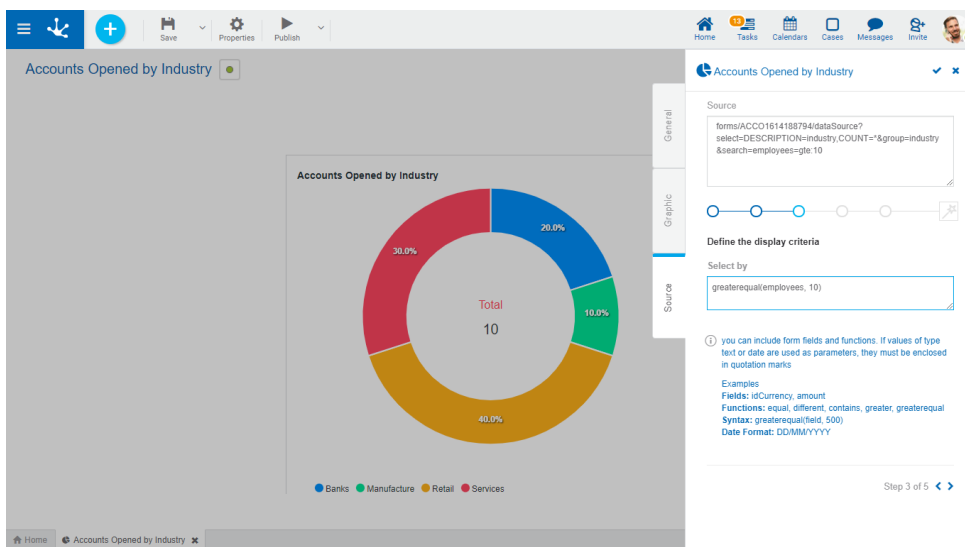 Save
Properties
Publish
Home
13
Tasks
Calendars
Cases
Messages
Invite
Accounts Opened by Industry
General
Graphic
Source
Accounts Opened by Industry
20.0%
30.0%
Total
10
10.0%
40.0%
Banks
Manufacture
Retail
Services
Home
Accounts Opened by Industry
Accounts Opened by Industry
Source
forms/ACCO1614188794/dataSource?
select=DESCRIPTION=industry,COUNT=*&group=industry
&search=employees=gte:10
Define the display criteria
Select by
greaterequal(employees, 10)
you can include form fields and functions. If values of type
text or date are used as parameters, they must be enclosed
in quotation marks
Examples
Fields: idCurrency, amount
Functions: equal, different, contains, greater, greaterequal
Syntax: greaterequal(field, 500)
Date Format: DD/MM/YYYY
Step 3 of 5